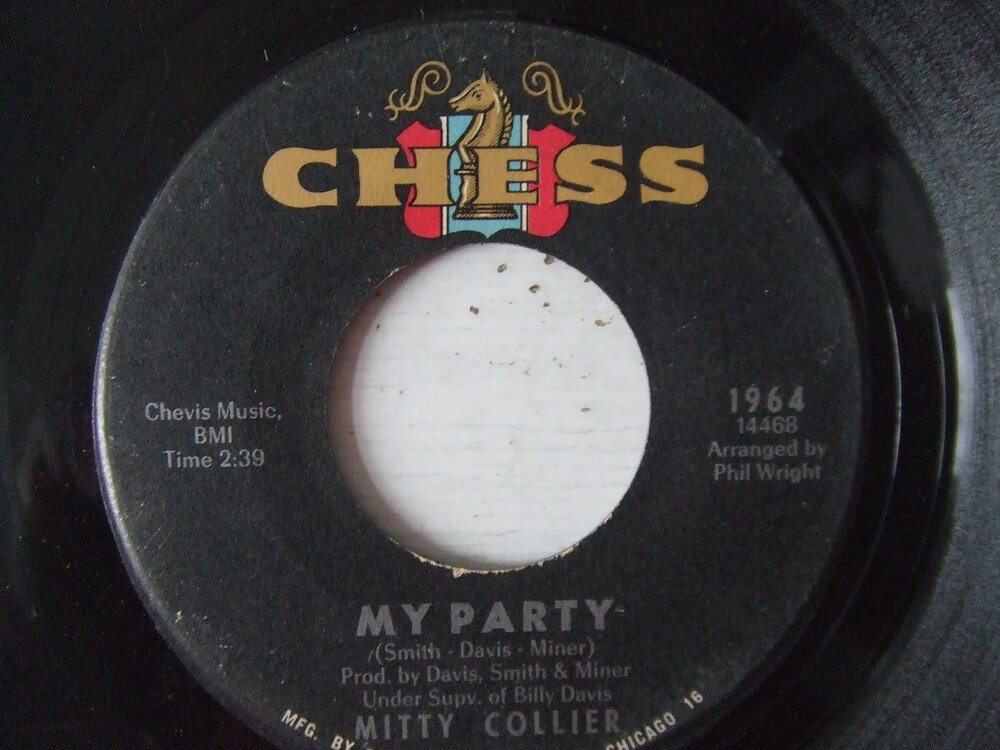 CHESS
Chevis Music,
BMI
Time 2:39
1964
14468
Arranged by
Phil Wright
MY PARTY
(Smith - Davis - Miner)
Prod. by Davis, Smith & Miner
Under Supv. of Billy Davis
MITTY COLLIER
MFG. BY
CHICAGO 16